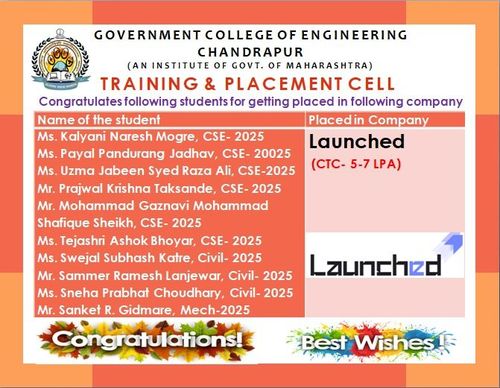 GOVERNMENT COLLEGE OF ENGINEERING
CHANDRAPUR
(AN INSTITUTE OF GOVT. OF MAHARASHTRA)
TRAINING & PLACEMENT CELL
Congratulates following students for getting placed in following company
Name of the student
Placed in Company
Ms. Kalyani Naresh Mogre, CSE- 2025
Ms. Payal Pandurang Jadhav, CSE- 20025
Ms. Uzma Jabeen Syed Raza Ali, CSE-2025
Mr. Prajwal Krishna Taksande, CSE- 2025
Mr. Mohammad Gaznavi Mohammad
Shafique Sheikh, CSE- 2025
Ms. Tejashri Ashok Bhoyar, CSE- 2025
Ms. Swejal Subhash Katre, Civil- 2025
Mr. Sammer Ramesh Lanjewar, Civil- 2025
Ms. Sneha Prabhat Choudhary, Civil- 2025
Mr. Sanket R. Gidmare, Mech-2025
Launched
(CTC- 5-7 LPA)
Launched
Congratulations!
Best Wishes!